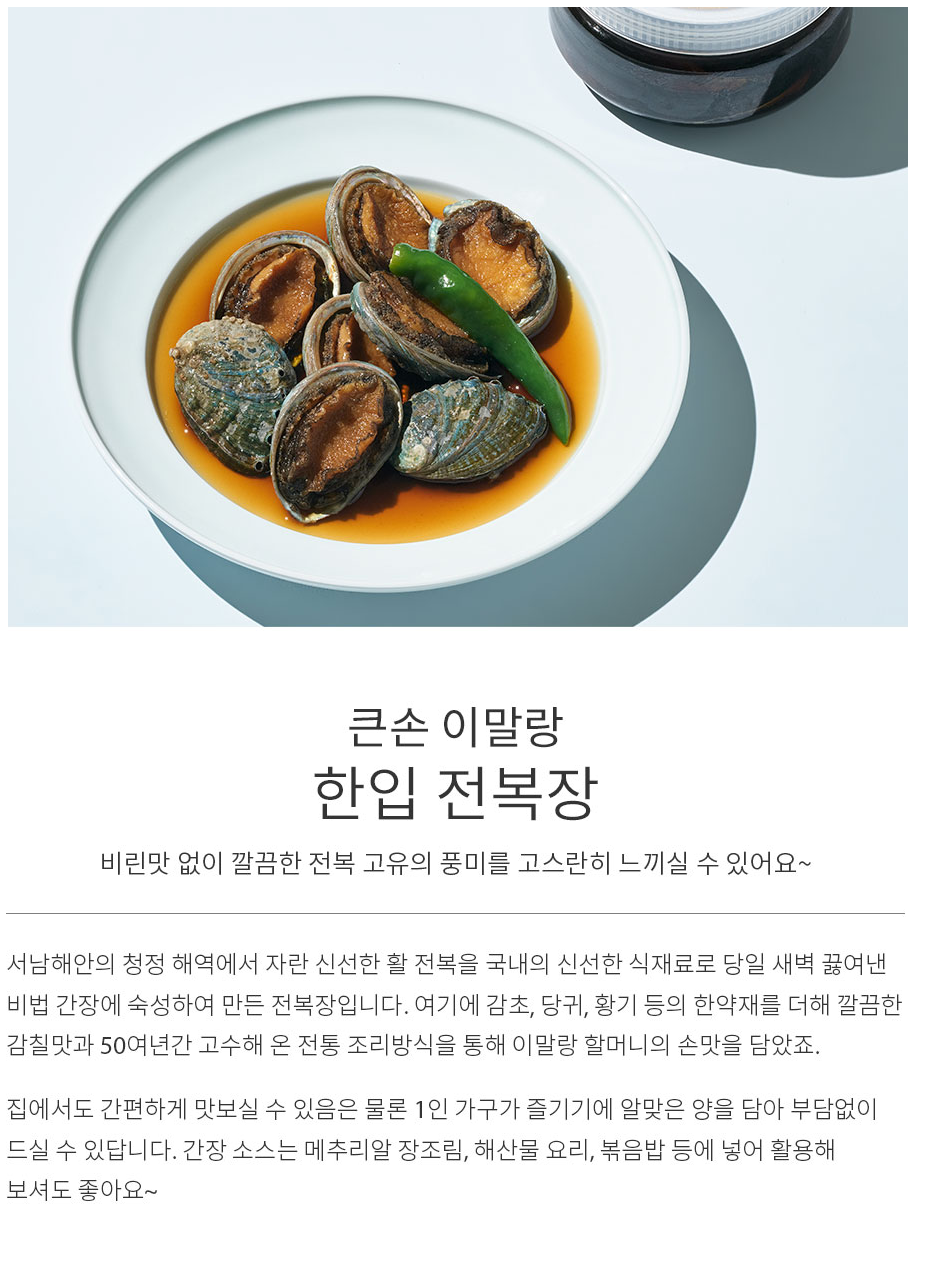 큰손 이말랑
한입 전복장
비린맛 없이 깔끔한 전복 고유의 풍미를 고스란히 느끼실 수 있어요~
서남해안의 청정 해역에서 자란 신선한 활 전복을 국내의 신선한 식재료로 당일 새벽 끓여낸
비법 간장에 숙성하여 만든 전복장입니다. 여기에 감초, 당귀, 황기 등의 한약재를 더해 깔끔한
감칠맛과 50여년간 고수해 온 전통 조리방식을 통해 이말랑 할머니의 손맛을 담았죠.
집에서도 간편하게 맛보실 수 있음은 물론 1인 가구가 즐기기에 알맞은 양을 담아 부담없이
드실 수 있답니다. 간장 소스는 메추리알 장조림, 해산물 요리, 볶음밥 등에 넣어 활용해
보셔도 좋아요~